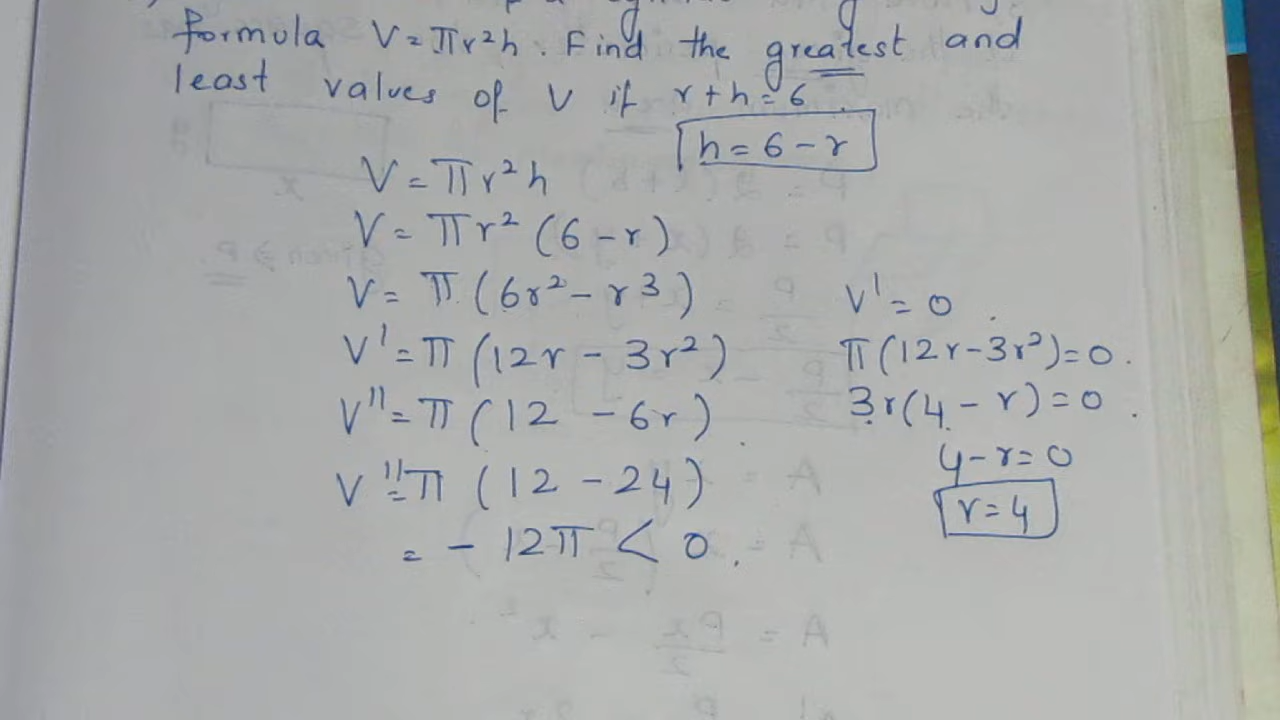 formula V = πr²h. Find the greatest and
least values of V if r+h=6.
h = 6 - r
V = πr²h
V = πr² (6 - r)
V = π (6r² - r³)
V' = π (12r - 3r²)
V'' = π (12 - 6r)
V'' = π (12 - 24)
= - 12π < 0.
V' = 0
π(12r-3r²)=0.
3r(4 - r)=0.
4-r=0
r=4